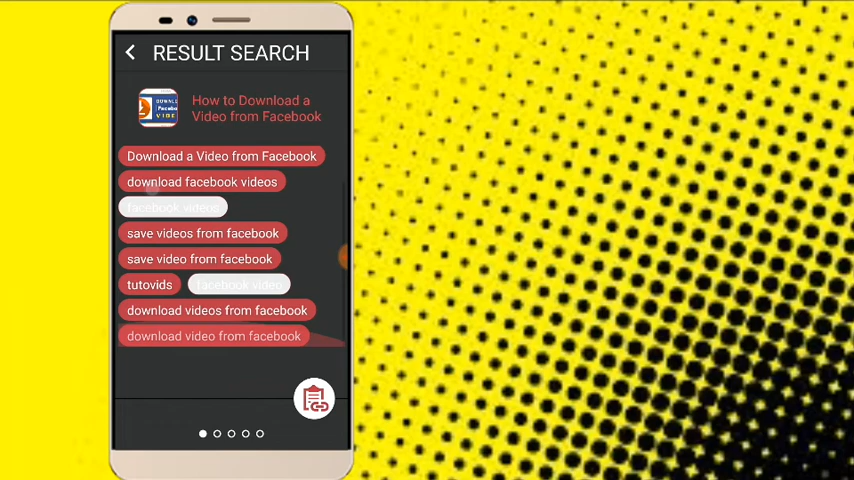 RESULT SEARCH
How to Download a
Video from Facebook
Download a Video from Facebook
download facebook videos
facebook videos
save videos from facebook
save video from facebook
tutovids facebook video
download videos from facebook
download video from facebook